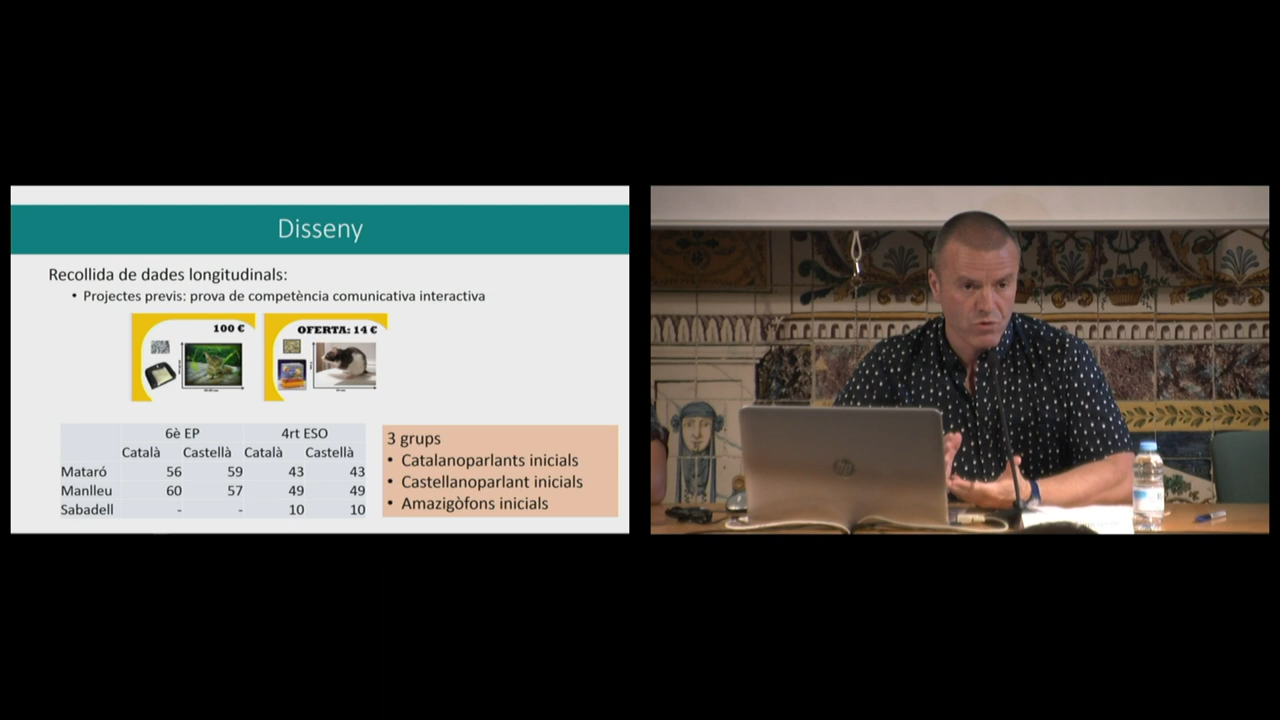 Disseny
Recollida de dades longitudinals:
• Projectes previs: prova de competència comunicativa interactiva
100 €
OFERTA: 14 €
6è EP 4rt ESO
Català Castellà Català Castellà
Mataró 56 59 43 43
Manlleu 60 57 49 49
Sabadell - - 10 10
3 grups
• Catalanoparlants inicials
• Castellanoparlant inicials
• Amazigòfons inicials
hp